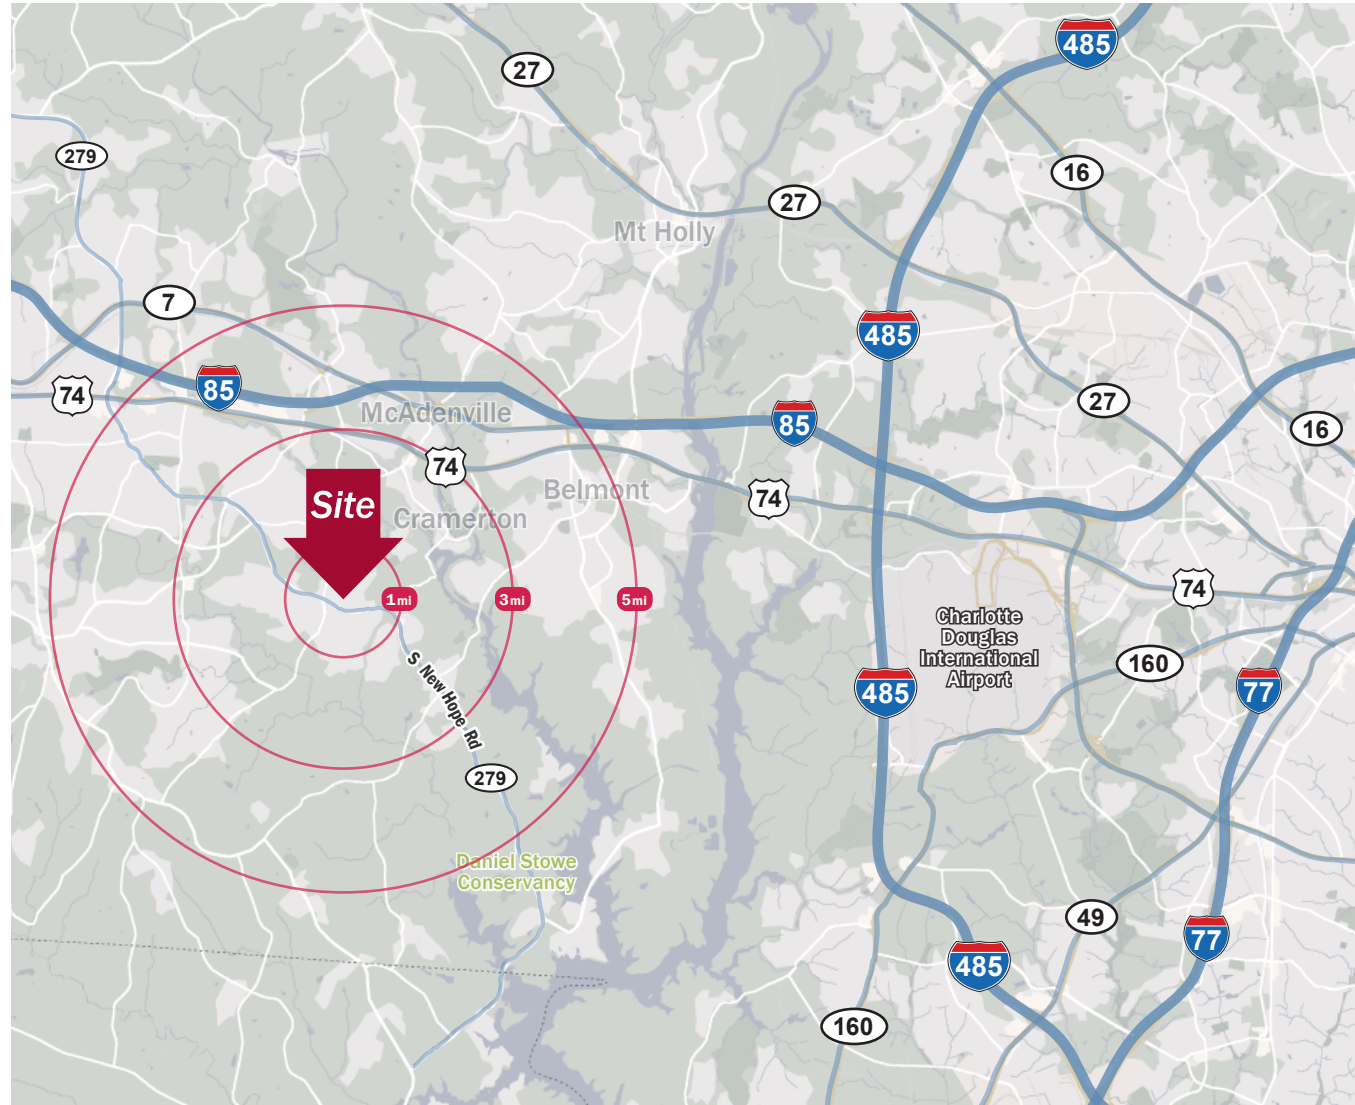 485
27
279
16
27
Mt Holly
7
485
74
85
McAdenville
27
85
16
74
Belmont
74
Site
Cramerton
1mi
3mi
5mi
74
Charlotte
Douglas
International
Airport
160
S New Hope Rd
485
77
279
Daniel Stowe
Conservancy
49
77
485
160